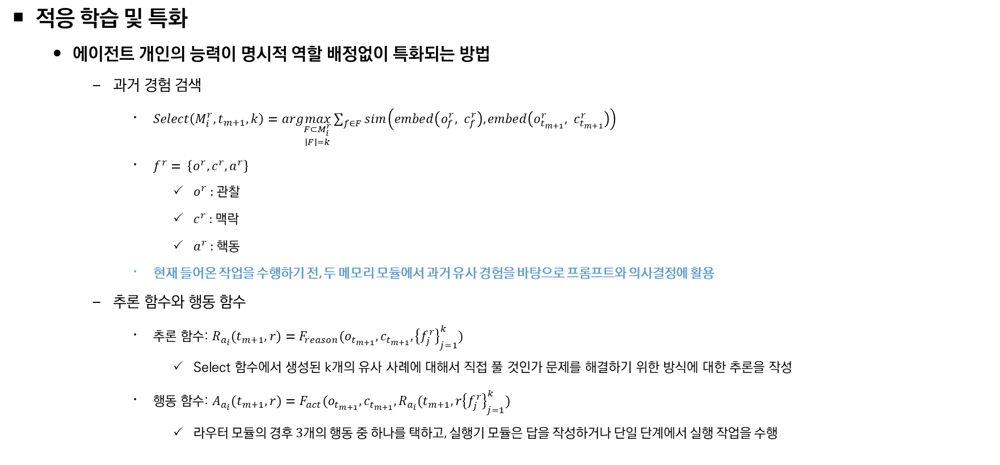 ■ 적응 학습 및 특화
● 에이전트 개인의 능력이 명시적 역할 배정없이 특화되는 방법
– 과거 경험 검색
· $Select(M_i^r, t_{m+1}, k) = arg\max_{\substack{F \subset M_i^r \\ |F|=k}} \sum_{f \in F} sim\left(embed(o_f^r, c_f^r), embed(o_{t_{m+1}}^r, c_{t_{m+1}}^r)\right)$
· $f^r = \{o^r, c^r, a^r\}$
✓ $o^r$ : 관찰
✓ $c^r$ : 맥락
✓ $a^r$ : 핵동
· 현재 들어온 작업을 수행하기 전, 두 메모리 모듈에서 과거 유사 경험을 바탕으로 프롬프트와 의사결정에 활용
– 추론 함수와 행동 함수
· 추론 함수: $R_{a_i}(t_{m+1}, r) = F_{reason}(o_{t_{m+1}}, c_{t_{m+1}}, \{f_j^r\}_{j=1}^k)$
✓ Select 함수에서 생성된 k개의 유사 사례에 대해서 직접 풀 것인가 문제를 해결하기 위한 방식에 대한 추론을 작성
· 행동 함수: $A_{a_i}(t_{m+1}, r) = F_{act}(o_{t_{m+1}}, c_{t_{m+1}}, R_{a_i}(t_{m+1}, r\{f_j^r\}_{j=1}^k)$
✓ 라우터 모듈의 경후 3개의 행동 중 하나를 택하고, 실행기 모듈은 답을 작성하거나 단일 단계에서 실행 작업을 수행